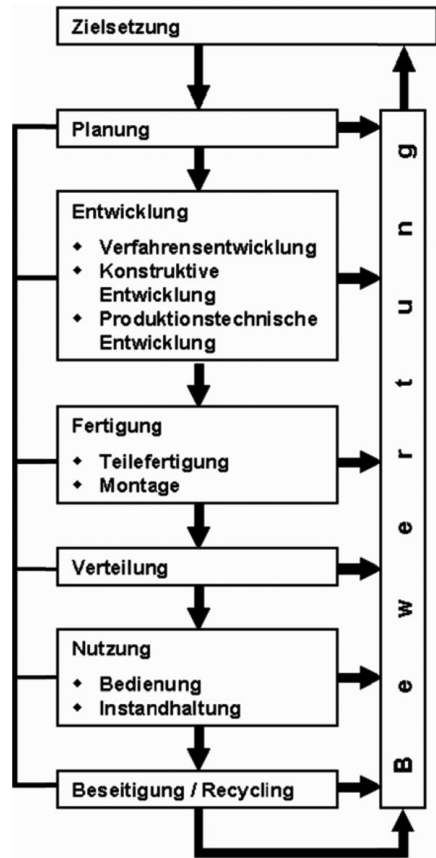 Zielsetzung
Planung
Entwicklung
◆ Verfahrensentwicklung
◆ Konstruktive
Entwicklung
◆ Produktionstechnische
Entwicklung
Fertigung
◆ Teilefertigung
◆ Montage
Verteilung
Nutzung
◆ Bedienung
◆ Instandhaltung
Beseitigung / Recycling
Bewertung